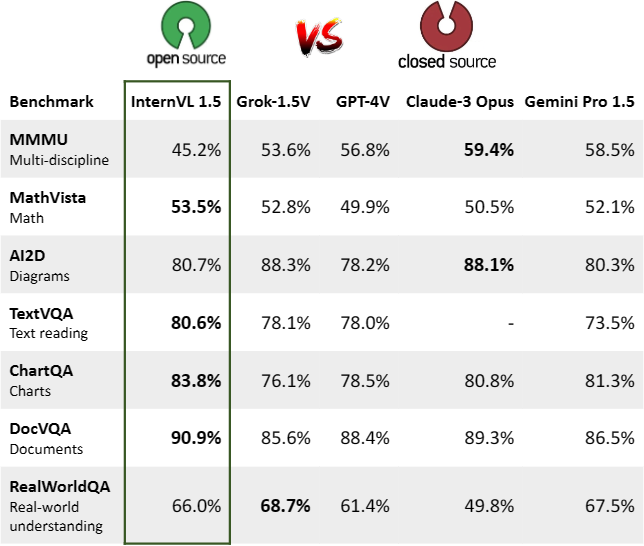 open source VS closed source
Benchmark InternVL 1.5 Grok-1.5V GPT-4V Claude-3 Opus Gemini Pro 1.5
MMMU
Multi-discipline 45.2% 53.6% 56.8% 59.4% 58.5%
MathVista
Math 53.5% 52.8% 49.9% 50.5% 52.1%
AI2D
Diagrams 80.7% 88.3% 78.2% 88.1% 80.3%
TextVQA
Text reading 80.6% 78.1% 78.0% - 73.5%
ChartQA
Charts 83.8% 76.1% 78.5% 80.8% 81.3%
DocVQA
Documents 90.9% 85.6% 88.4% 89.3% 86.5%
RealWorldQA
Real-world 66.0% 68.7% 61.4% 49.8% 67.5%
understanding